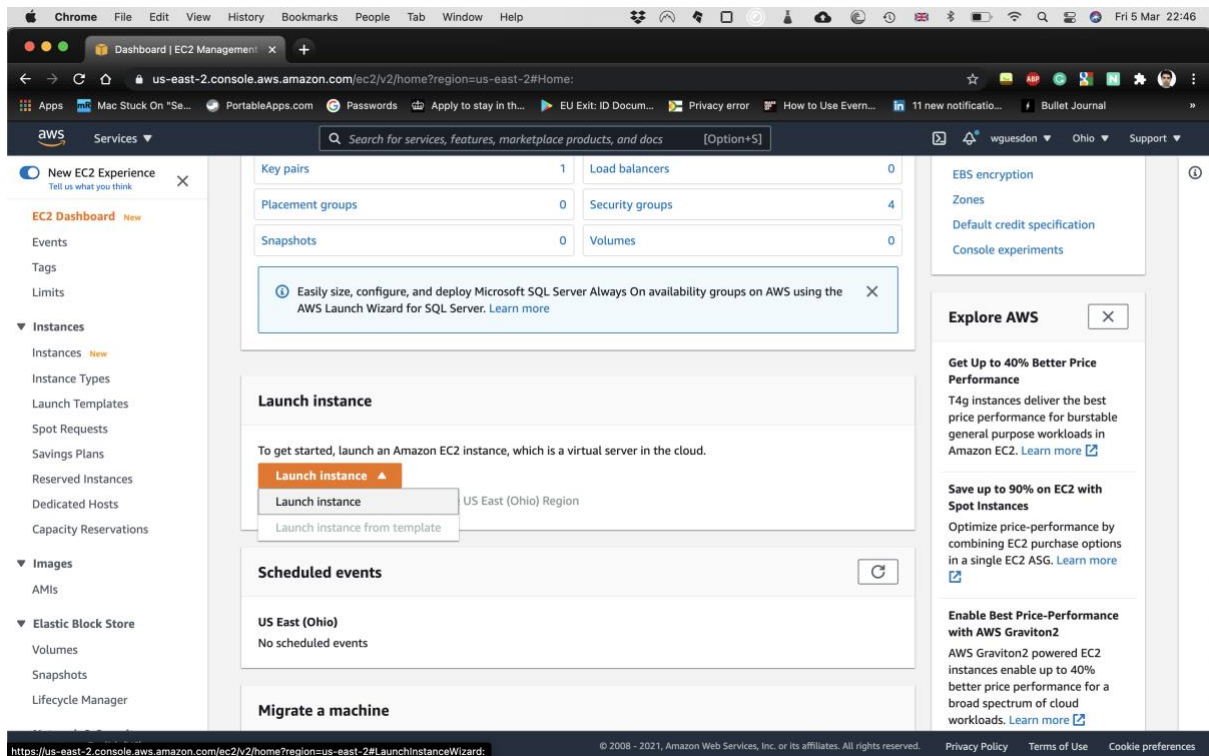 Chrome File Edit View History Bookmarks People Tab Window Help Fri 5 Mar 22:46
Dashboard | EC2 Management
us-east-2.console.aws.amazon.com/ec2/v2/home?region=us-east-2#Home:
Apps Mac Stuck On "Se... PortableApps.com Passwords Apply to stay in th... EU Exit: ID Docum... Privacy error How to Use Evern... 11 new notificatio... Bullet Journal »
aws Services ▼ Search for services, features, marketplace products, and docs [Option+S] wguesdon ▼ Ohio ▼ Support ▼
New EC2 Experience
Tell us what you think
EC2 Dashboard New
Events
Tags
Limits
Instances
Instances New
Instance Types
Launch Templates
Spot Requests
Savings Plans
Reserved Instances
Dedicated Hosts
Capacity Reservations
Images
AMIs
Elastic Block Store
Volumes
Snapshots
Lifecycle Manager
Key pairs 1 Load balancers 0
Placement groups 0 Security groups 4
Snapshots 0 Volumes 0
Easily size, configure, and deploy Microsoft SQL Server Always On availability groups on AWS using the
AWS Launch Wizard for SQL Server. Learn more
Launch instance
To get started, launch an Amazon EC2 instance, which is a virtual server in the cloud.
Launch instance
Launch instance US East (Ohio) Region
Launch instance from template
Scheduled events
US East (Ohio)
No scheduled events
Migrate a machine
EBS encryption
Zones
Default credit specification
Console experiments
Explore AWS
Get Up to 40% Better Price
Performance
T4g instances deliver the best
price performance for burstable
general purpose workloads in
Amazon EC2. Learn more
Save up to 90% on EC2 with
Spot Instances
Optimize price-performance by
combining EC2 purchase options
in a single EC2 ASG. Learn more
Enable Best Price-Performance
with AWS Graviton2
AWS Graviton2 powered EC2
instances enable up to 40%
better price performance for a
broad spectrum of cloud
workloads. Learn more
https://us-east-2.console.aws.amazon.com/ec2/v2/home?region=us-east-2#LaunchInstanceWizard:
© 2008 - 2021, Amazon Web Services, Inc. or its affiliates. All rights reserved. Privacy Policy Terms of Use Cookie preferences